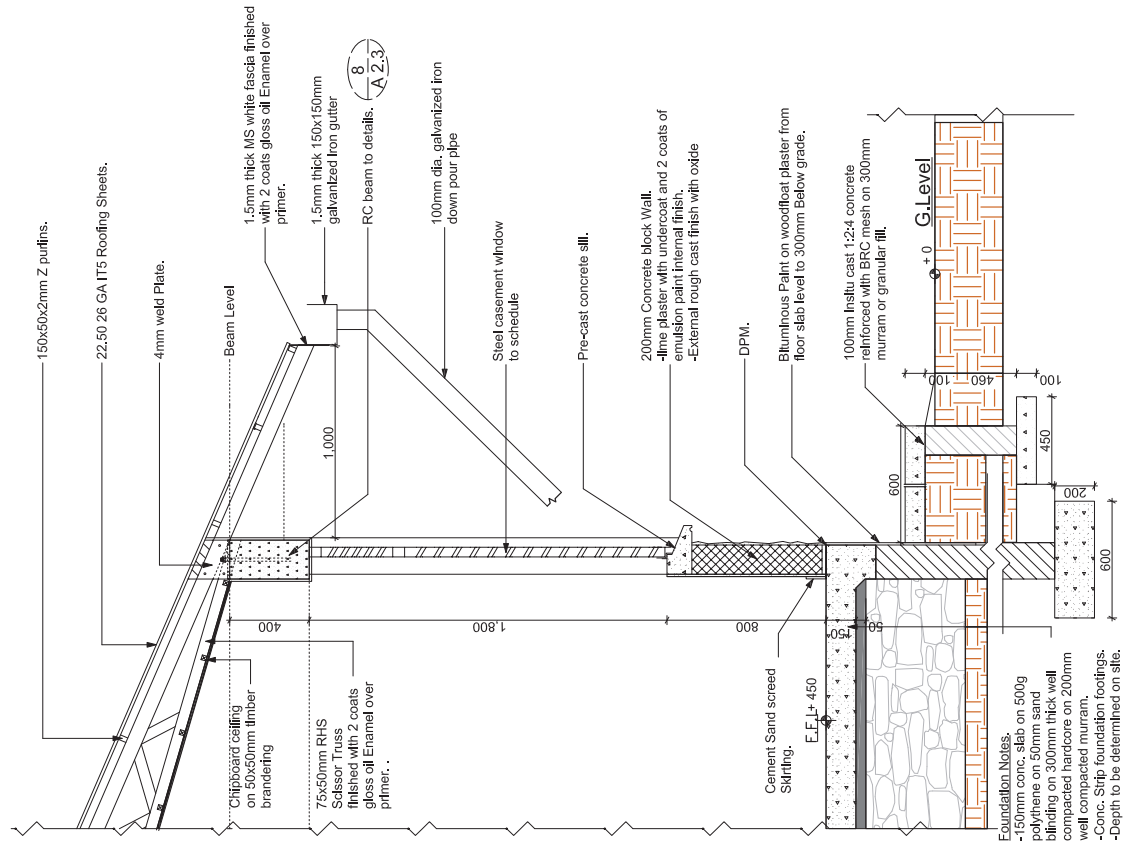 150x50x2mm Z purlins.
22.50 26 GA IT5 Roofing Sheets.
4mm weld Plate.
Beam Level
1.5mm thick MS white fascia finished
with 2 coats gloss oil Enamel over
primer.
1.5mm thick 150x150mm
galvanized Iron gutter
RC beam to details.
8
A 2.3
100mm dia. galvanized iron
down pour pipe
Steel casement window
to schedule
Pre-cast concrete sill.
200mm Concrete block Wall.
-lime plaster with undercoat and 2 coats of
emulsion paint internal finish.
-External rough cast finish with oxide
DPM.
Bituminous Paint on woodfloat plaster from
floor slab level to 300mm Below grade.
100mm Insitu cast 1:2:4 concrete
reinforced with BRC mesh on 300mm
murram or granular fill.
+ 0
G.Level
1,000
400
1,800
800
150
50
600
100
460
100
450
200
600
Chipboard ceiling
on 50x50mm timber
brandering
75x50mm RHS
Scissor Truss
finished with 2 coats
gloss oil Enamel over
primer. .
Cement Sand screed
Skirting.
F.F.L+ 450
Foundation Notes.
-150mm conc. slab on 500g
polythene on 50mm sand
blinding on 300mm thick well
compacted hardcore on 200mm
well compacted murram.
-Conc. Strip foundation footings.
-Depth to be determined on site.